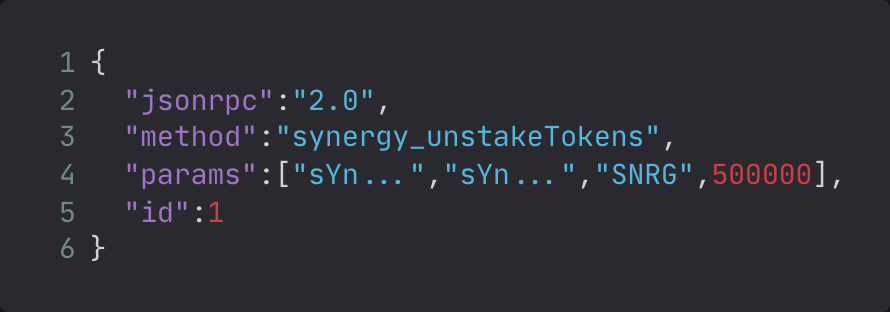 1 {
2 "jsonrpc":"2.0",
3 "method":"synergy_unstakeTokens",
4 "params":["sYn...","sYn...","SNRG",500000],
5 "id":1
6 }